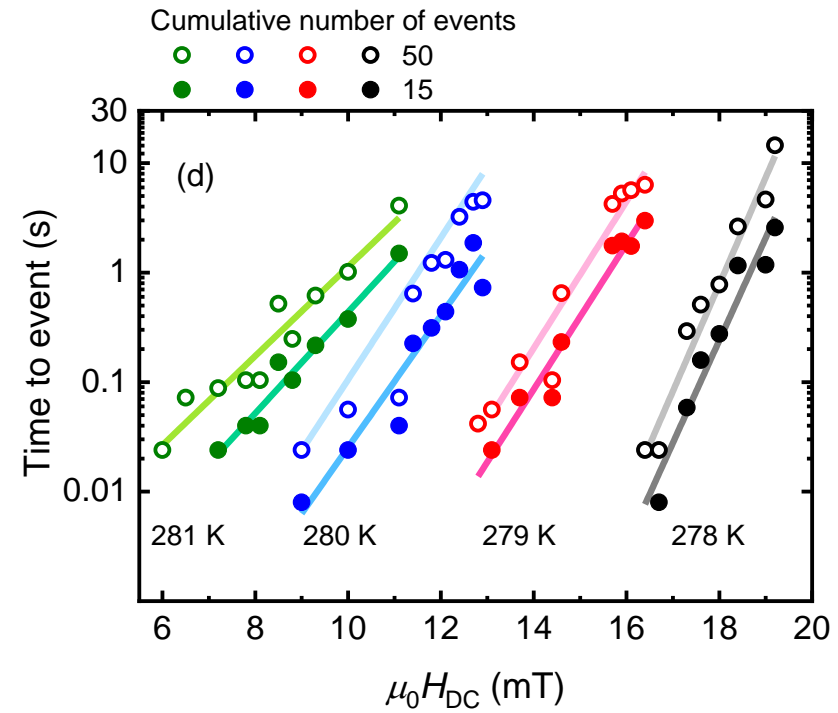 Cumulative number of events
50
15
(d)
Time to event (s)
30
10
1
0.1
0.01
281 K 280 K 279 K 278 K
6 8 10 12 14 16 18 20
μ₀H_DC (mT)